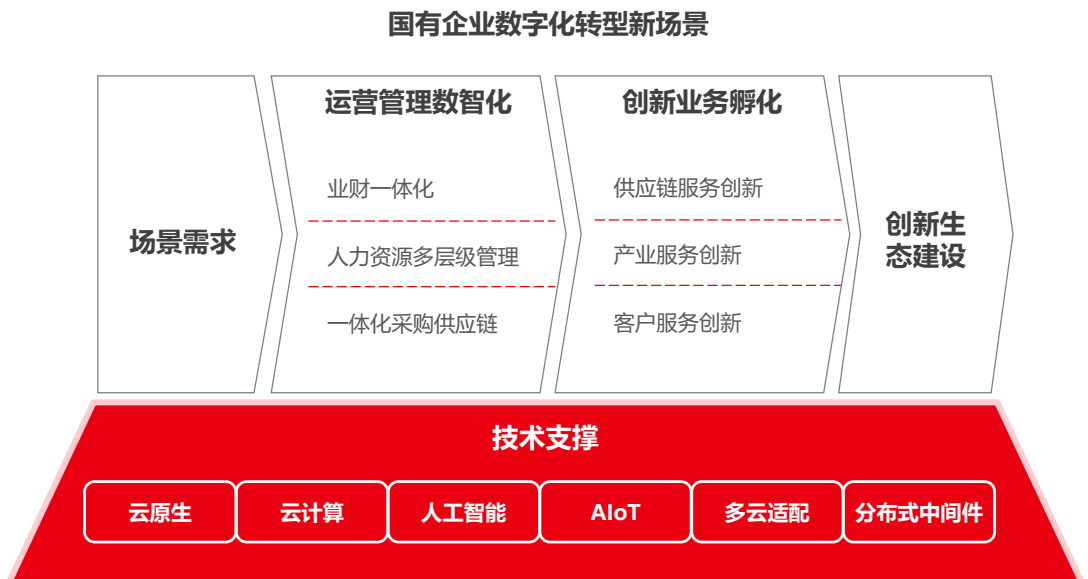 国有企业数字化转型新场景
场景需求
运营管理数智化
业财一体化
人力资源多层级管理
一体化采购供应链
创新业务孵化
供应链服务创新
产业服务创新
客户服务创新
创新生
态建设
技术支撑
云原生
云计算
人工智能
AIoT
多云适配
分布式中间件